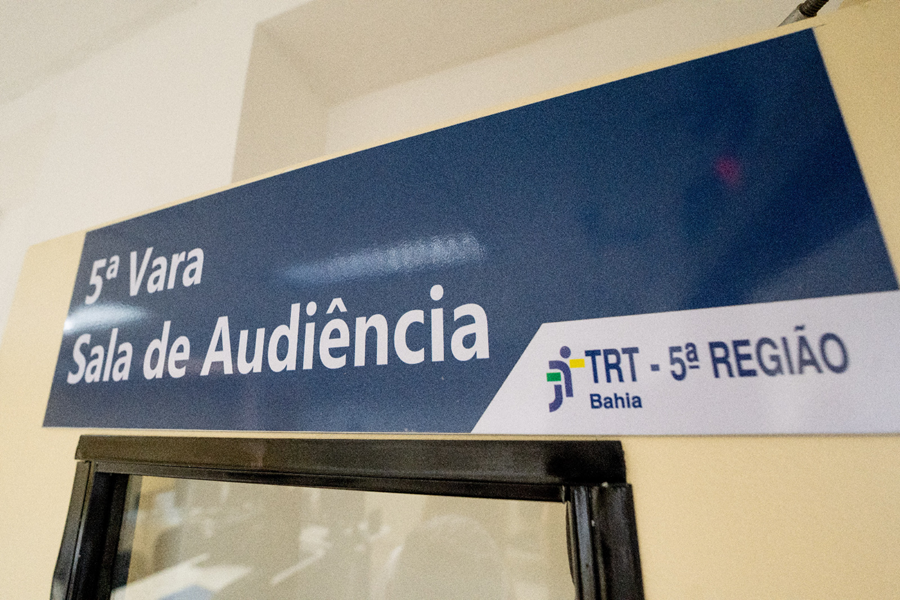 5ª Vara
Sala de Audiência
TRT - 5ª REGIÃO
Bahia